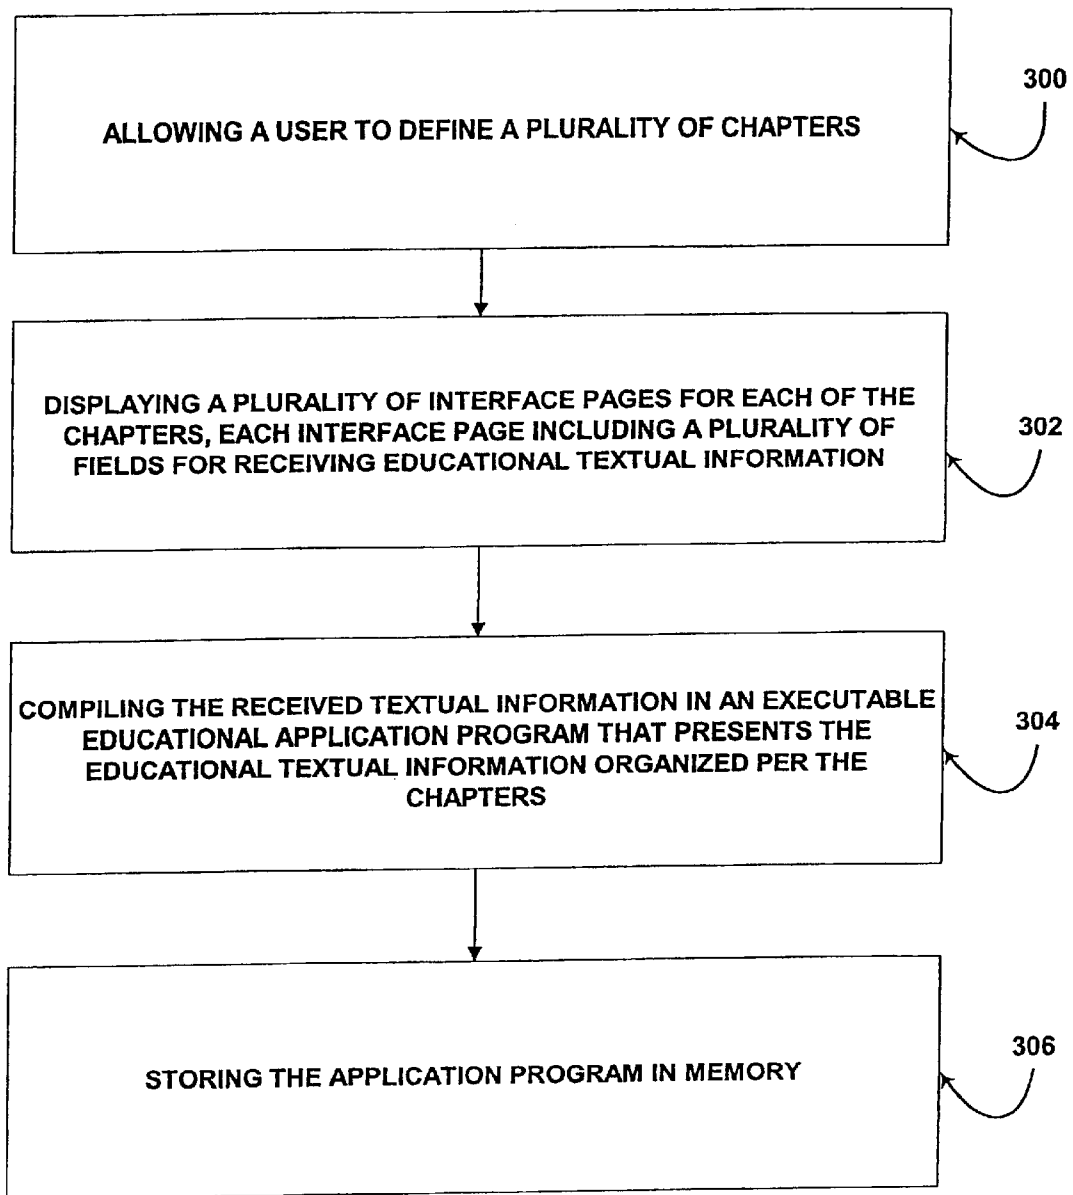 300
ALLOWING A USER TO DEFINE A PLURALITY OF CHAPTERS
DISPLAYING A PLURALITY OF INTERFACE PAGES FOR EACH OF THE
CHAPTERS, EACH INTERFACE PAGE INCLUDING A PLURALITY OF
FIELDS FOR RECEIVING EDUCATIONAL TEXTUAL INFORMATION
302
COMPILING THE RECEIVED TEXTUAL INFORMATION IN AN EXECUTABLE
EDUCATIONAL APPLICATION PROGRAM THAT PRESENTS THE
EDUCATIONAL TEXTUAL INFORMATION ORGANIZED PER THE
CHAPTERS
304
STORING THE APPLICATION PROGRAM IN MEMORY
306